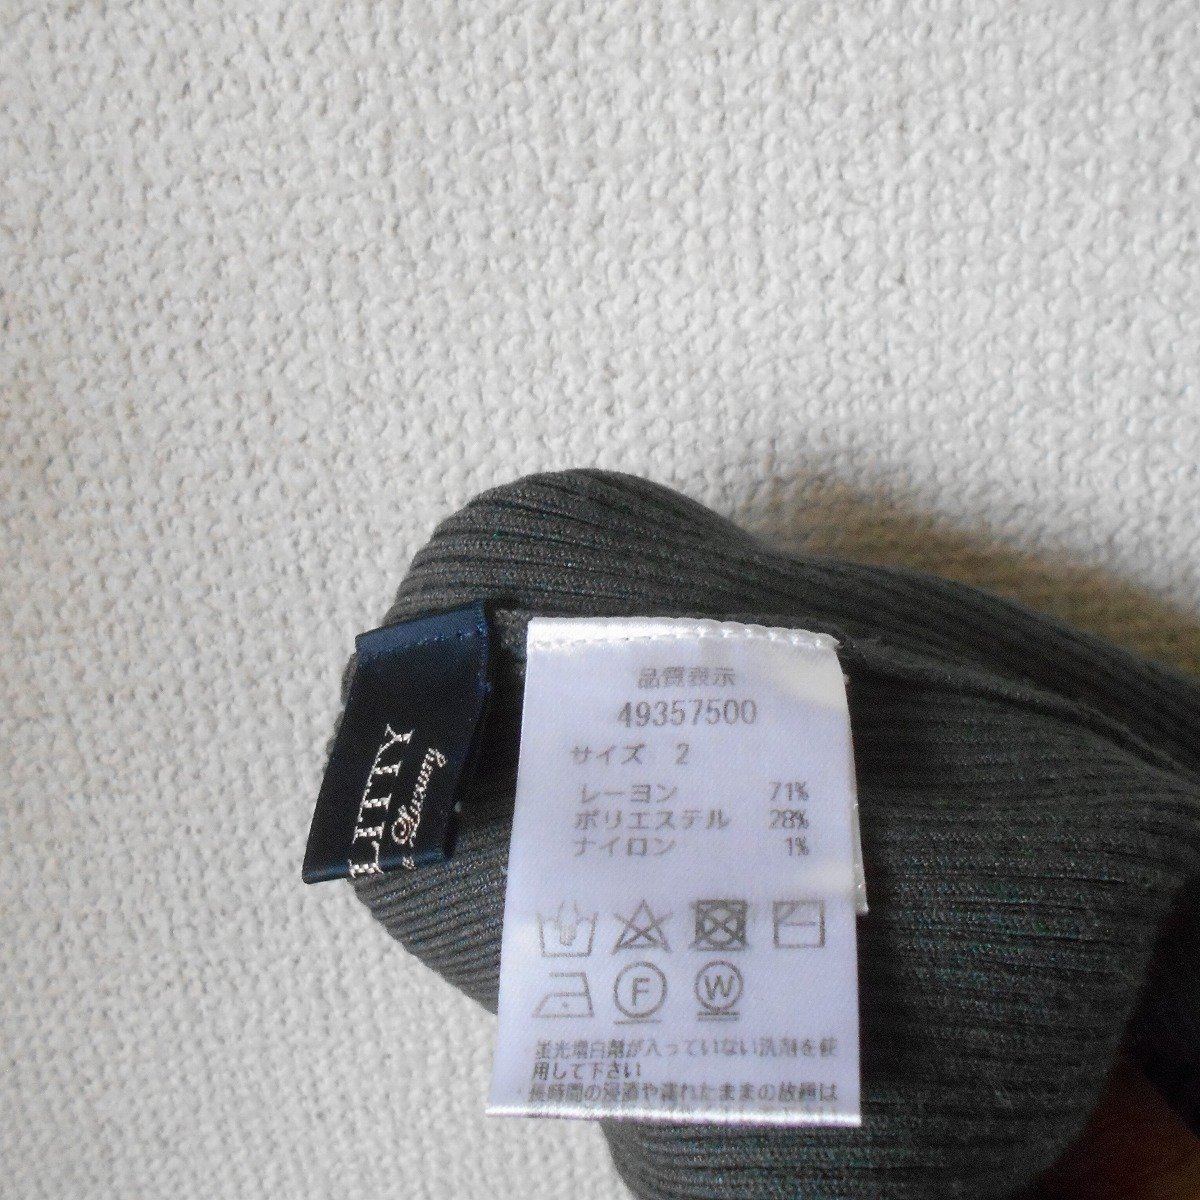 LITTY
Luxury
品質表示
49357500
サイズ 2
レーヨン 71%
ポリエステル 28%
ナイロン 1%
F
W
蛍光増白剤が入っていない洗剤を使
用して下さい
・長時間の浸漬や濡れたままの放置は